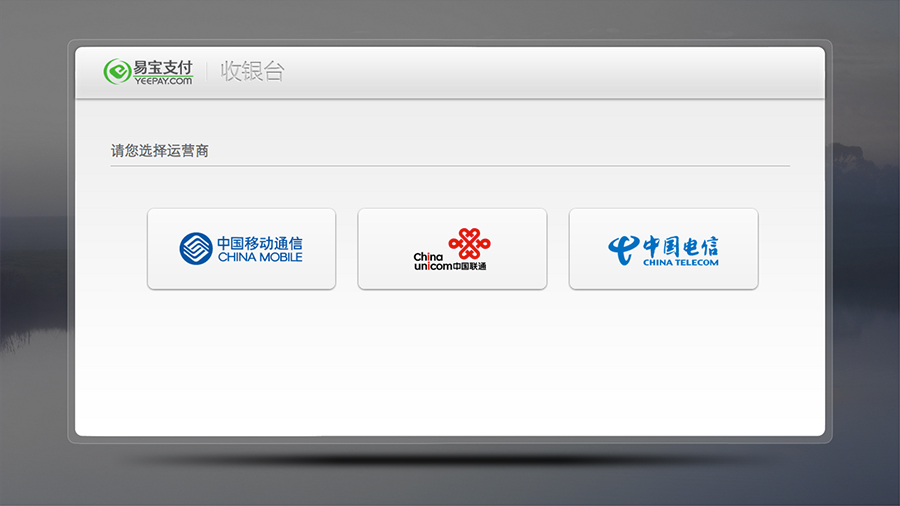 易宝支付
YEEPAY.COM
收银台
请您选择运营商
中国移动通信
CHINA MOBILE
China
unicom中国联通
中国电信
CHINA TELECOM